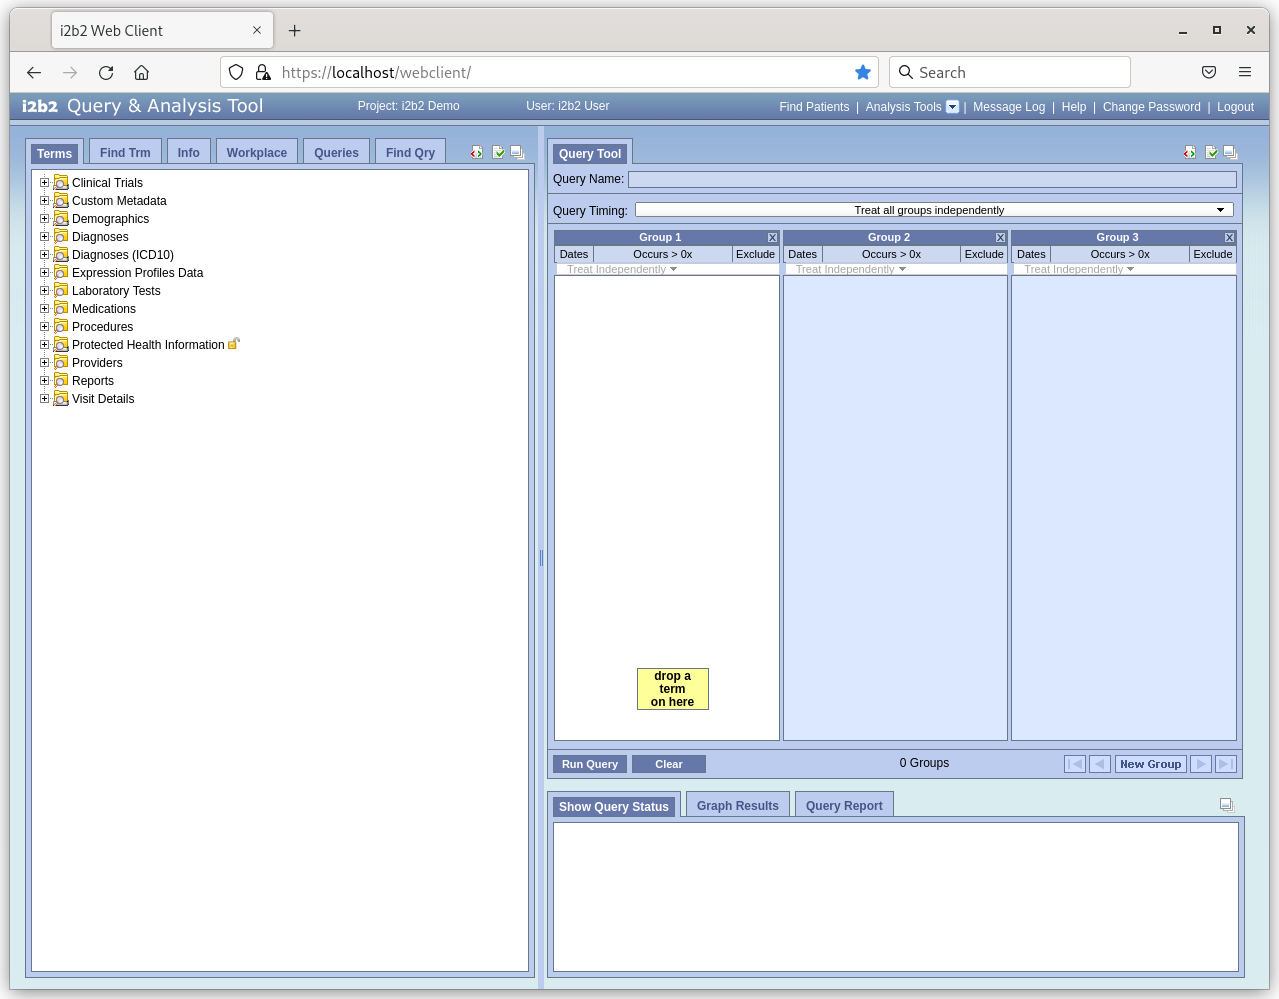 i2b2 Web Client
https://localhost/webclient/
Search
i2b2 Query & Analysis Tool
Project: i2b2 Demo
User: i2b2 User
Find Patients | Analysis Tools | Message Log | Help | Change Password | Logout
Terms
Find Trm
Info
Workplace
Queries
Find Qry
Clinical Trials
Custom Metadata
Demographics
Diagnoses
Diagnoses (ICD10)
Expression Profiles Data
Laboratory Tests
Medications
Procedures
Protected Health Information
Providers
Reports
Visit Details
Query Tool
Query Name:
Query Timing:
Treat all groups independently
Group 1
Dates
Occurs > 0x
Exclude
Treat Independently
Group 2
Dates
Occurs > 0x
Exclude
Treat Independently
Group 3
Dates
Occurs > 0x
Exclude
Treat Independently
drop a
term
on here
Run Query
Clear
0 Groups
New Group
Show Query Status
Graph Results
Query Report